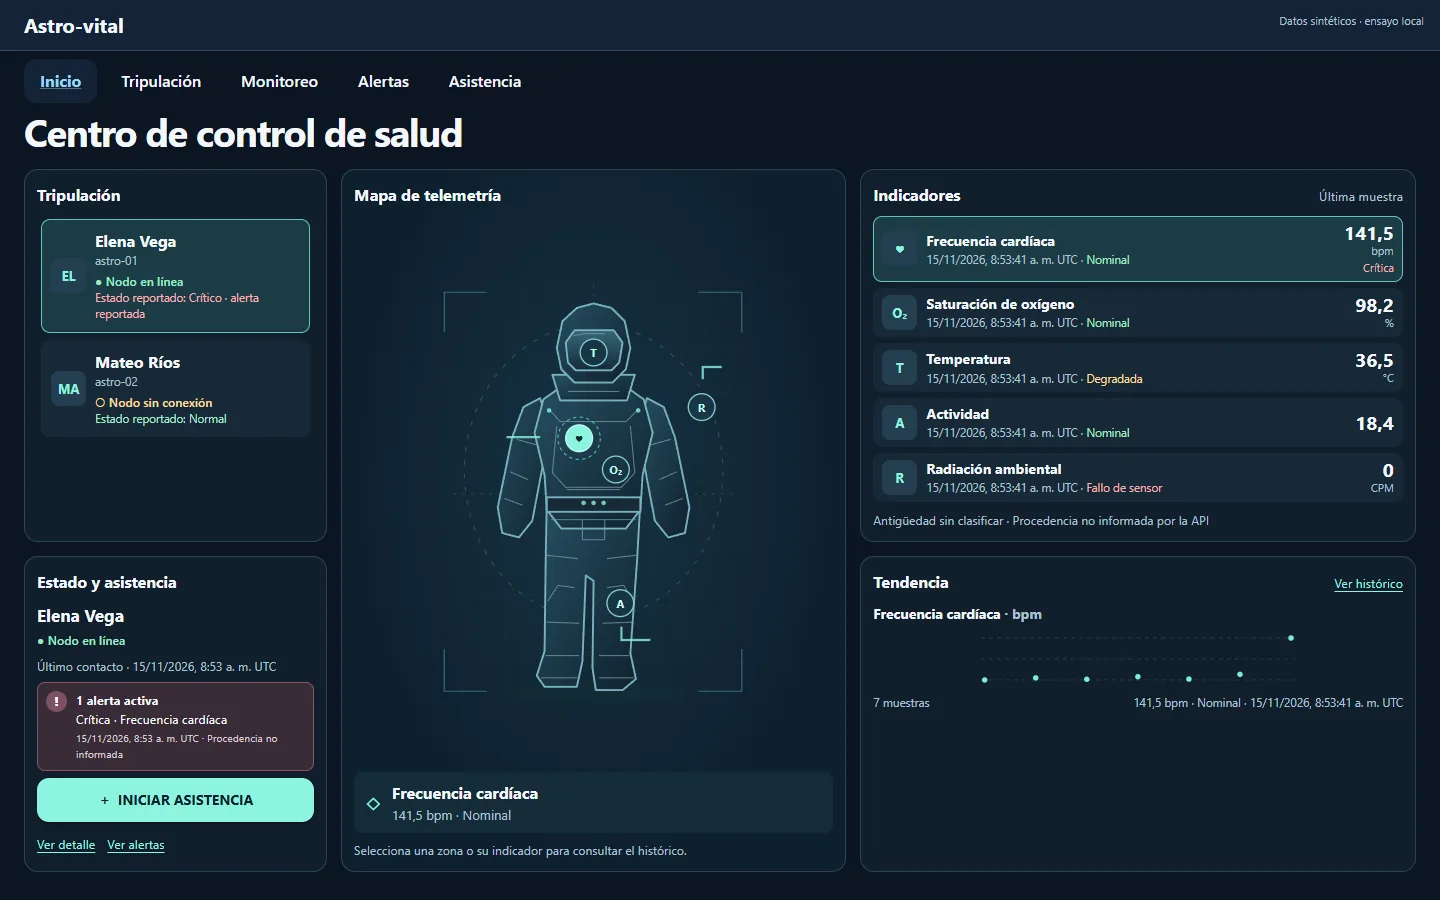 Astro-vital
Datos sintéticos · ensayo local
Inicio
Tripulación
Monitoreo
Alertas
Asistencia
Centro de control de salud
Tripulación
EL
Elena Vega
astro-01
● Nodo en línea
Estado reportado: Crítico · alerta
reportada
MA
Mateo Ríos
astro-02
○ Nodo sin conexión
Estado reportado: Normal
Estado y asistencia
Elena Vega
● Nodo en línea
Último contacto · 15/11/2026, 8:53 a. m. UTC
!
1 alerta activa
Crítica · Frecuencia cardíaca
15/11/2026, 8:53 a. m. UTC · Procedencia no
informada
+ INICIAR ASISTENCIA
Ver detalle
Ver alertas
Mapa de telemetría
T
R
♥
O₂
A
Frecuencia cardíaca
141,5 bpm · Nominal
Selecciona una zona o su indicador para consultar el histórico.
Indicadores
Última muestra
♥
Frecuencia cardíaca
15/11/2026, 8:53:41 a. m. UTC · Nominal
141,5
bpm
Crítica
O₂
Saturación de oxígeno
15/11/2026, 8:53:41 a. m. UTC · Nominal
98,2
%
T
Temperatura
15/11/2026, 8:53:41 a. m. UTC · Degradada
36,5
°C
A
Actividad
15/11/2026, 8:53:41 a. m. UTC · Nominal
18,4
R
Radiación ambiental
15/11/2026, 8:53:41 a. m. UTC · Fallo de sensor
0
CPM
Antigüedad sin clasificar · Procedencia no informada por la API
Tendencia
Ver histórico
Frecuencia cardíaca · bpm
7 muestras
141,5 bpm · Nominal · 15/11/2026, 8:53:41 a. m. UTC